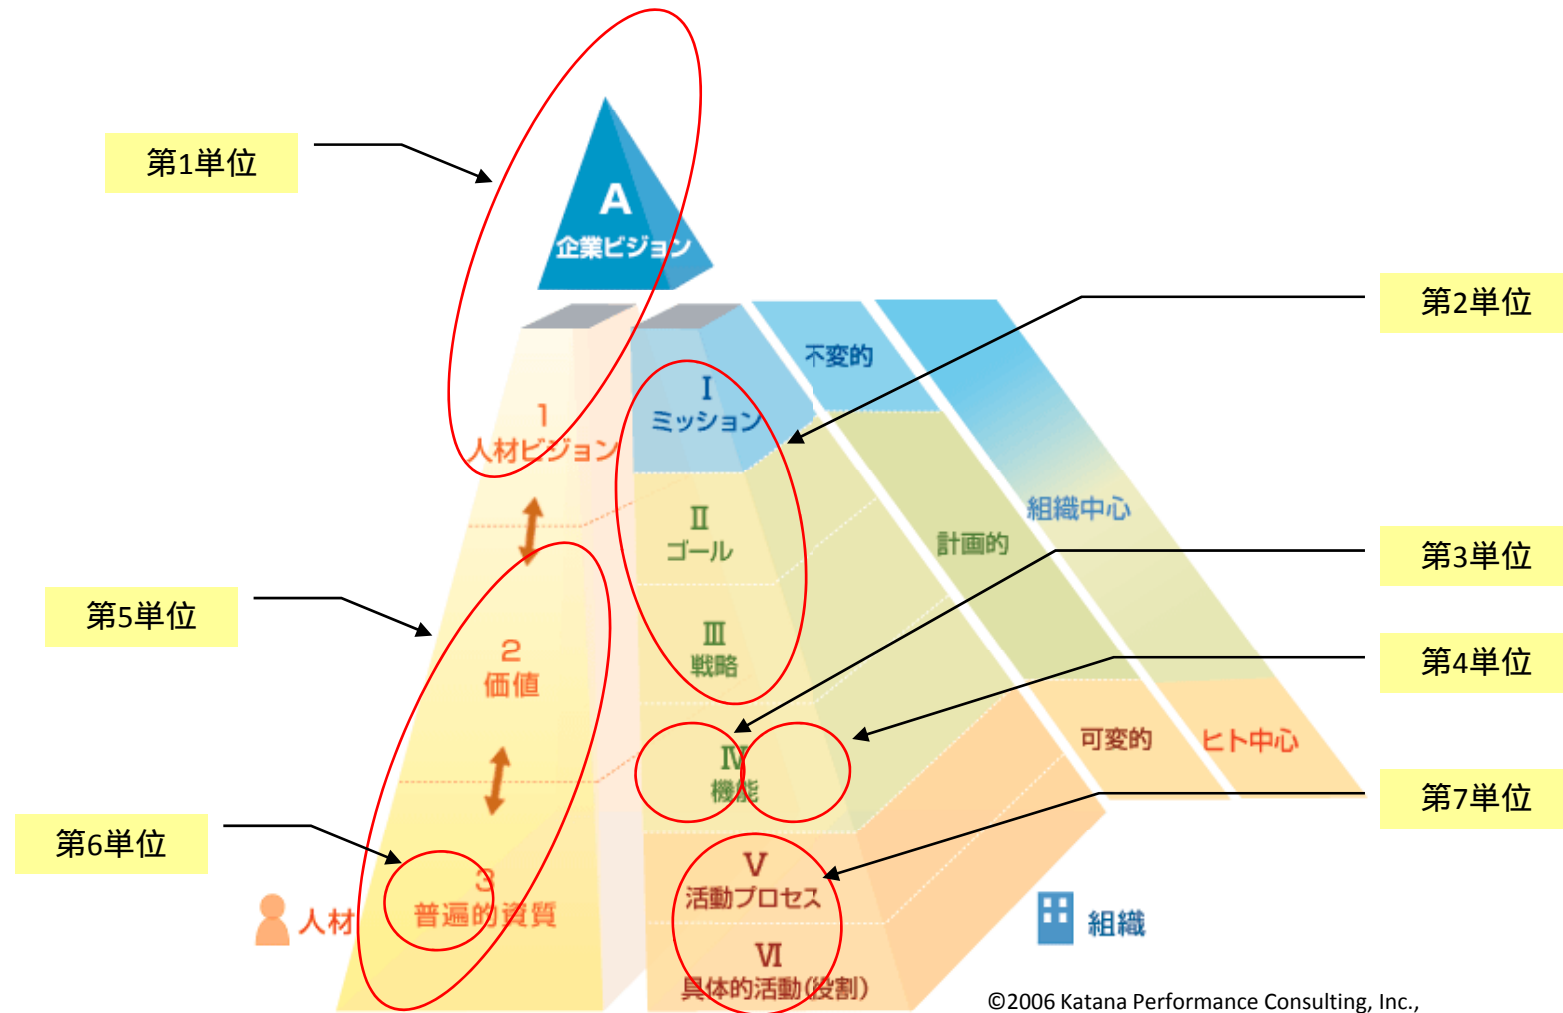 第1単位
A
企業ビジョン
第2単位
不変的
I
ミッション
1
人材ビジョン
組織中心
II
ゴール
計画的
第3単位
第5単位
III
戦略
2
価値
第4単位
IV
機能
可変的
ヒト中心
第7単位
第6単位
V
活動プロセス
3
普遍的資質
人材
組織
VI
具体的活動(役割)
©2006 Katana Performance Consulting, Inc.,